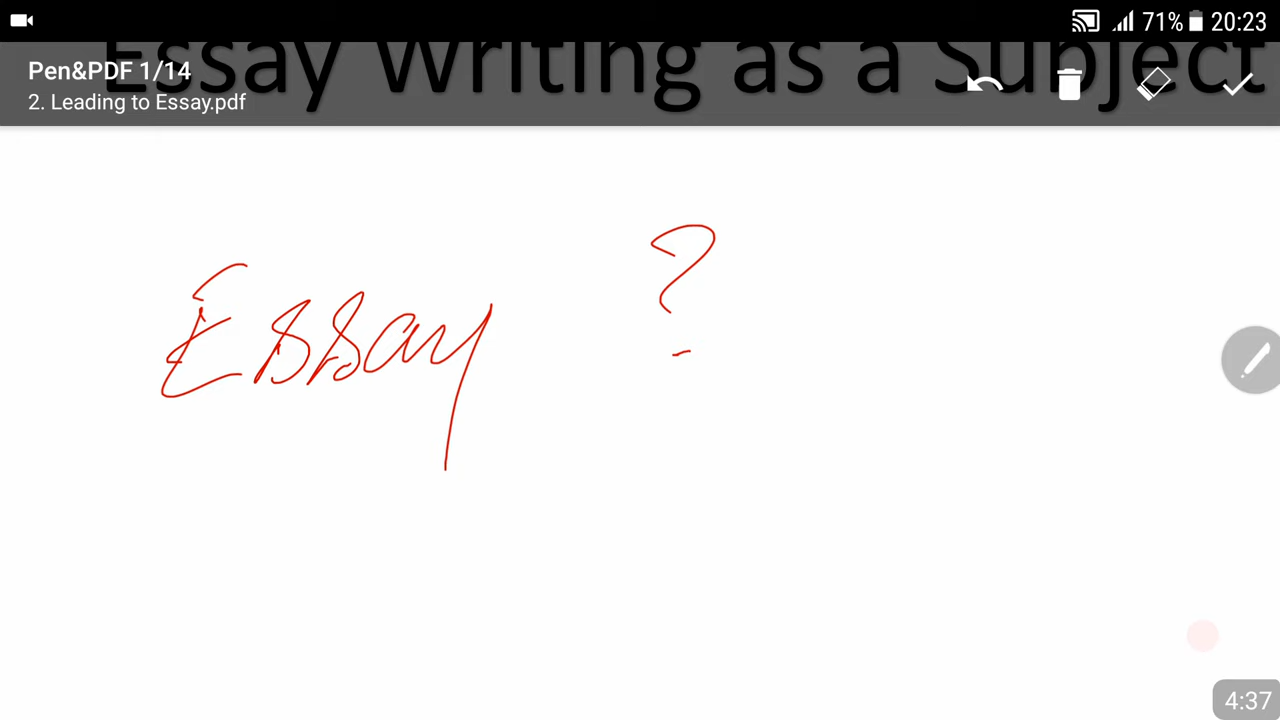 71% 20:23
Essay Writing as a Subject
Pen&PDF 1/14
2. Leading to Essay.pdf
Essay ?
4:37